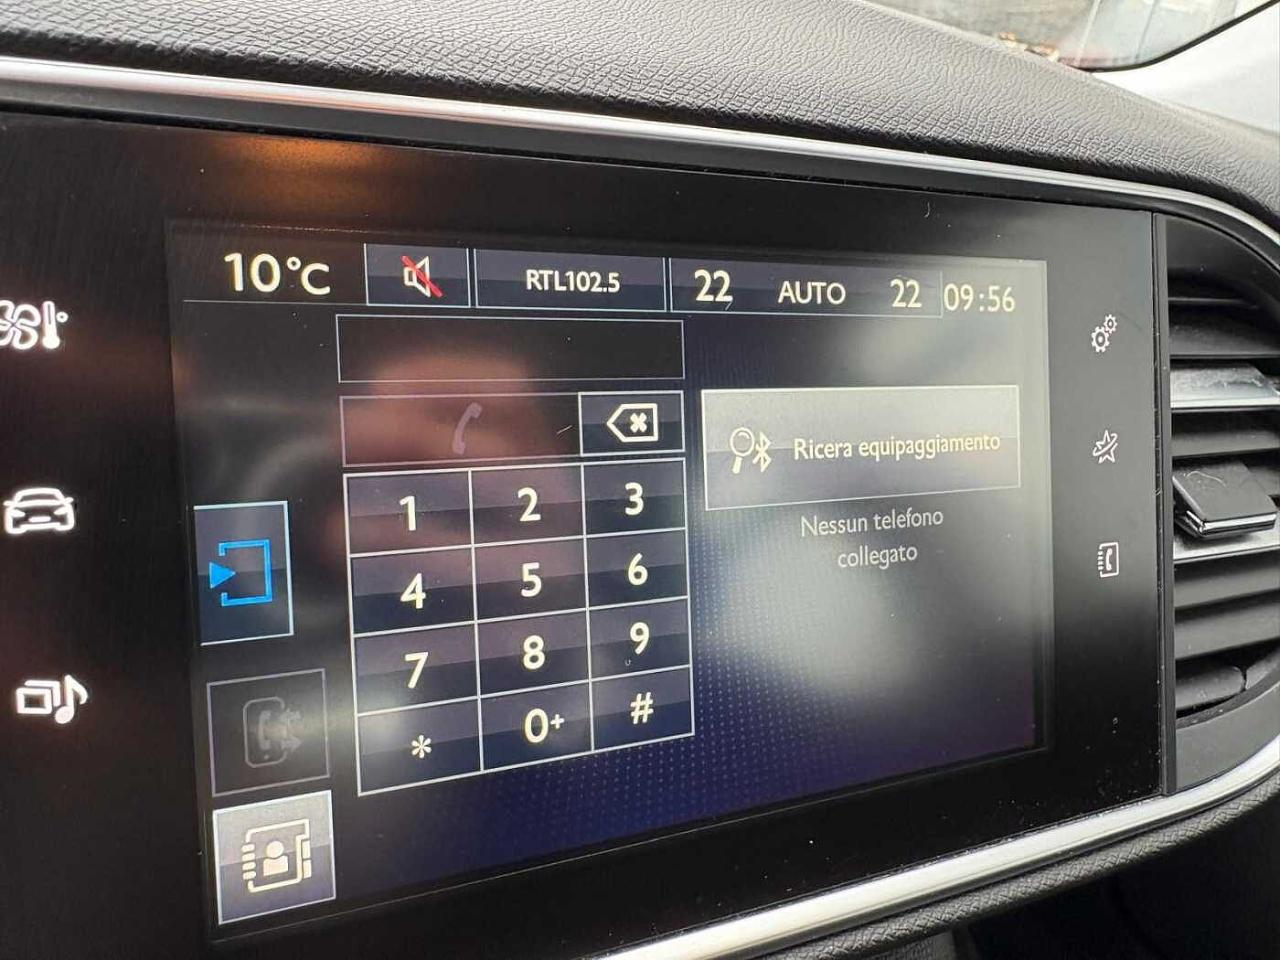 10°C
RTL102.5
22 AUTO 22 09:56
Ricera equipaggiamento
Nessun telefono
collegato
1 2 3
4 5 6
7 8 9
* 0+ #